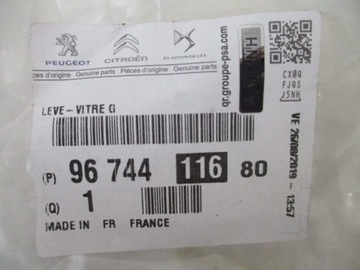 PEUGEOT CITROËN DS AUTOMOBILES
Pièces d'origine Genuine parts Pièces d'origine Genuine parts
qr.groupe-psa.com
CX0Q
FJQS
J5NH
LEVE-VITRE G
VE 26/08/2019 - 13:57
(P) 96 744 116 80
(Q) 1
MADE IN FR FRANCE